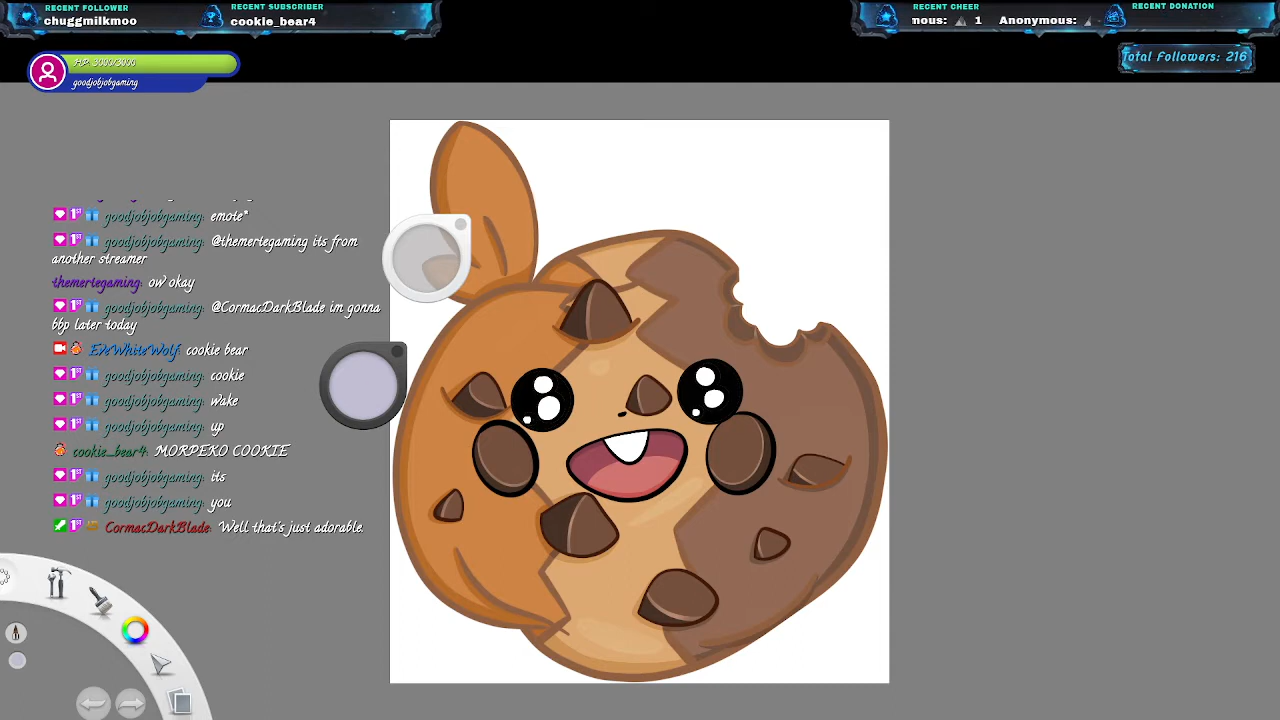 RECENT FOLLOWER
chuggmilkmoo
RECENT SUBSCRIBER
cookie_bear4
RECENT CHEER
nous: 1 Anonymous:
RECENT DONATION
HP: 3000/3000
goodjobjobgaming
Total Followers: 216
goodjobjobgaming: emote*
goodjobjobgaming: @themertegaming its from
another streamer
themertegaming: ow okay
goodjobjobgaming: @CormacDarkBlade im gonna
bbp later today
EveWhiteWolf: cookie bear
goodjobjobgaming: cookie
goodjobjobgaming: wake
goodjobjobgaming: up
cookie_bear4: MORPEKO COOKIE
goodjobjobgaming: its
goodjobjobgaming: you
CormacDarkBlade: Well that's just adorable.